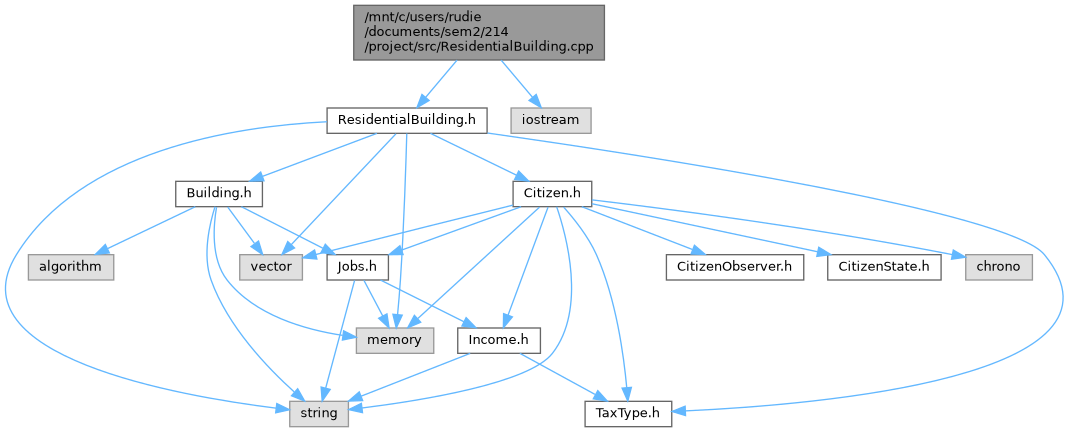 /mnt/c/users/rudie
/documents/sem2/214
/project/src/ResidentialBuilding.cpp
ResidentialBuilding.h
iostream
Building.h
Citizen.h
algorithm
vector
Jobs.h
CitizenObserver.h
CitizenState.h
chrono
memory
Income.h
string
TaxType.h